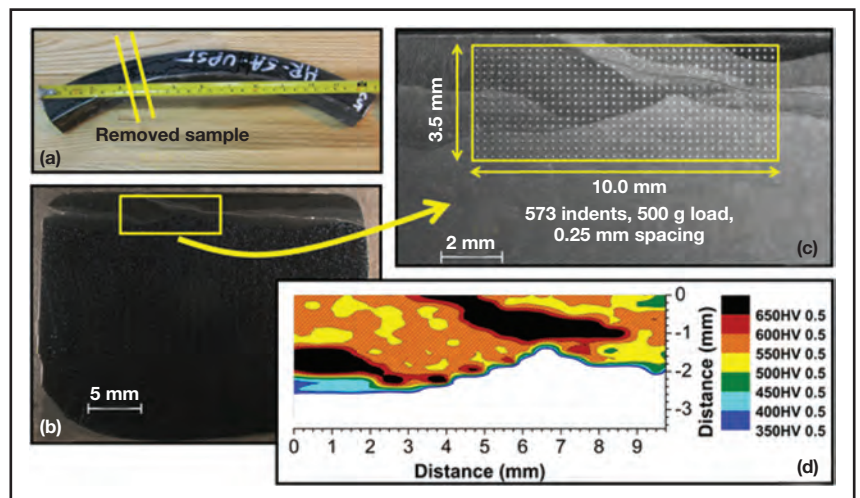 HR-SA-UPST
CUT
Removed sample
(a)
5 mm
(b)
3.5 mm
10.0 mm
573 indents, 500 g load,
0.25 mm spacing
2 mm
(c)
0
-1
-2
-3
Distance (mm)
0 1 2 3 4 5 6 7 8 9
Distance (mm)
650HV 0.5
600HV 0.5
550HV 0.5
500HV 0.5
450HV 0.5
400HV 0.5
350HV 0.5
(d)